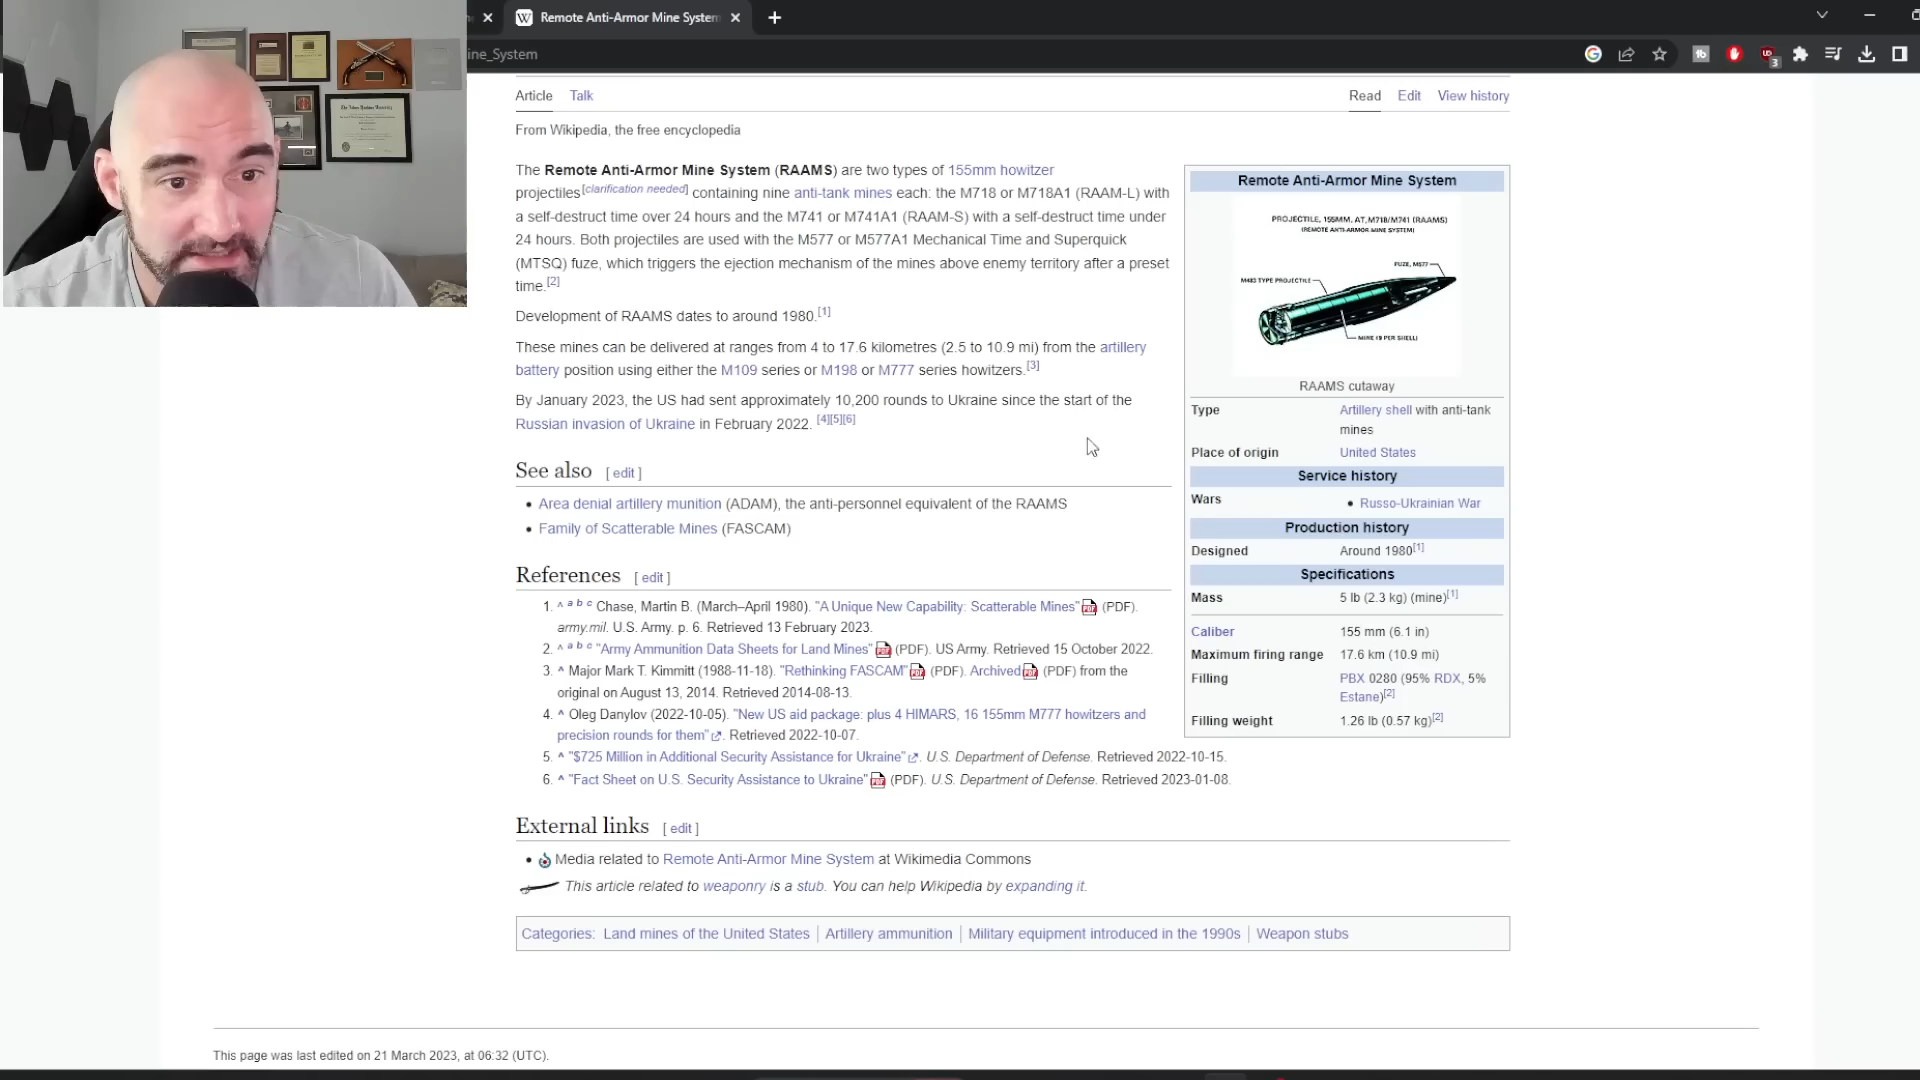 Remote Anti-Armor Mine System
ine_System
3
Article Talk
Read Edit View history
From Wikipedia, the free encyclopedia
The Remote Anti-Armor Mine System (RAAMS) are two types of 155mm howitzer
projectiles[clarification needed] containing nine anti-tank mines each: the M718 or M718A1 (RAAM-L) with
a self-destruct time over 24 hours and the M741 or M741A1 (RAAM-S) with a self-destruct time under
24 hours. Both projectiles are used with the M577 or M577A1 Mechanical Time and Superquick
(MTSQ) fuze, which triggers the ejection mechanism of the mines above enemy territory after a preset
time.[2]
Development of RAAMS dates to around 1980.[1]
These mines can be delivered at ranges from 4 to 17.6 kilometres (2.5 to 10.9 mi) from the artillery
battery position using either the M109 series or M198 or M777 series howitzers.[3]
By January 2023, the US had sent approximately 10,200 rounds to Ukraine since the start of the
Russian invasion of Ukraine in February 2022. [4][5][6]
See also [ edit ]
• Area denial artillery munition (ADAM), the anti-personnel equivalent of the RAAMS
• Family of Scatterable Mines (FASCAM)
References [ edit ]
1. ^ a b c Chase, Martin B. (March–April 1980). "A Unique New Capability: Scatterable Mines" (PDF).
army.mil. U.S. Army. p. 6. Retrieved 13 February 2023.
2. ^ a b c "Army Ammunition Data Sheets for Land Mines" (PDF). US Army. Retrieved 15 October 2022.
3. ^ Major Mark T. Kimmitt (1988-11-18). "Rethinking FASCAM" (PDF). Archived (PDF) from the
original on August 13, 2014. Retrieved 2014-08-13.
4. ^ Oleg Danylov (2022-10-05). "New US aid package: plus 4 HIMARS, 16 155mm M777 howitzers and
precision rounds for them". Retrieved 2022-10-07.
5. ^ "$725 Million in Additional Security Assistance for Ukraine". U.S. Department of Defense. Retrieved 2022-10-15.
6. ^ "Fact Sheet on U.S. Security Assistance to Ukraine" (PDF). U.S. Department of Defense. Retrieved 2023-01-08.
Remote Anti-Armor Mine System
PROJECTILE, 155MM, AT, M718/M741 (RAAMS)
(REMOTE ANTI-ARMOR MINE SYSTEM)
FUZE, M577
M483 TYPE PROJECTILE
MINE (9 PER SHELL)
RAAMS cutaway
Type Artillery shell with anti-tank
mines
Place of origin United States
Service history
Wars • Russo-Ukrainian War
Production history
Designed Around 1980[1]
Specifications
Mass 5 lb (2.3 kg) (mine)[1]
Caliber 155 mm (6.1 in)
Maximum firing range 17.6 km (10.9 mi)
Filling PBX 0280 (95% RDX, 5%
Estane)[2]
Filling weight 1.26 lb (0.57 kg)[2]
External links [ edit ]
• Media related to Remote Anti-Armor Mine System at Wikimedia Commons
This article related to weaponry is a stub. You can help Wikipedia by expanding it.
Categories: Land mines of the United States | Artillery ammunition | Military equipment introduced in the 1990s | Weapon stubs
This page was last edited on 21 March 2023, at 06:32 (UTC).